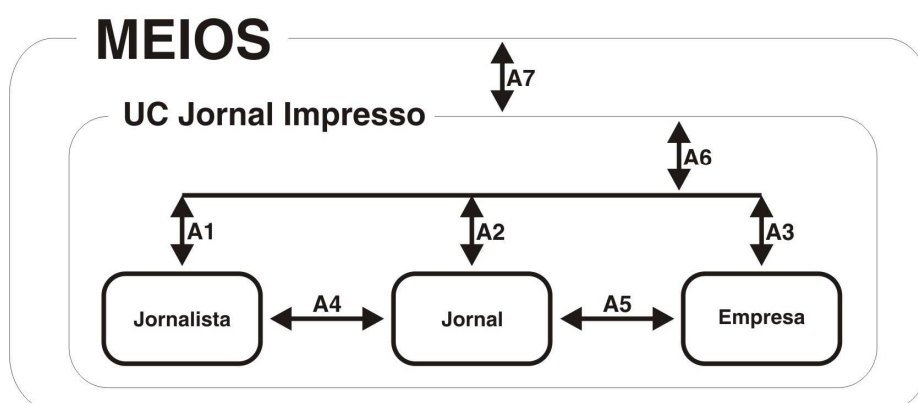 MEIOS
A7
UC Jornal Impresso
A6
A1
A2
A3
Jornalista
A4
Jornal
A5
Empresa